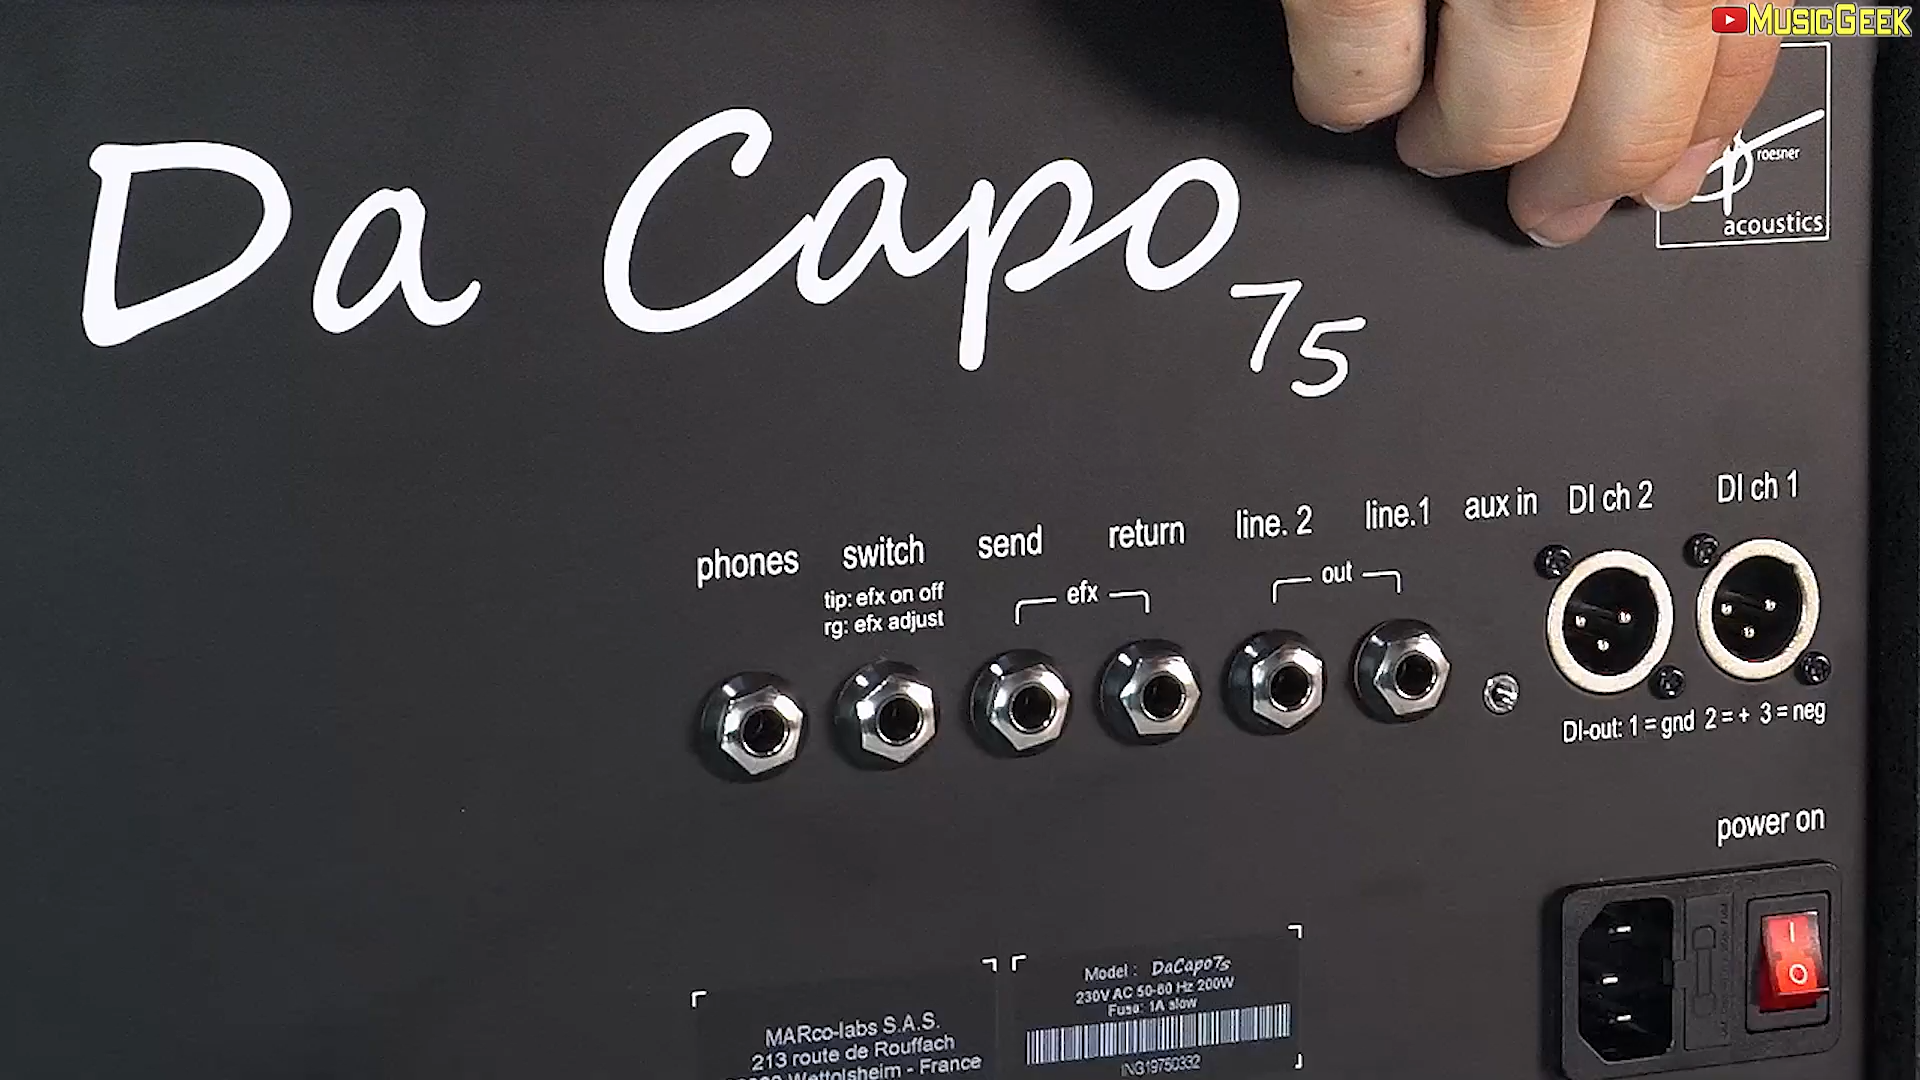 MUSICGEEK
roesner
acoustics
Da Capo 75
phones
switch
send
return
line. 2
line.1
aux in
DI ch 2
DI ch 1
tip: efx on off
rg: efx adjust
efx
out
DI-out: 1 = gnd 2 = + 3 = neg
power on
Model : DaCapo75
230V AC 50-60 Hz 200W
Fuse: 1A slow
MARco-labs S.A.S.
213 route de Rouffach
Wettolsheim - France